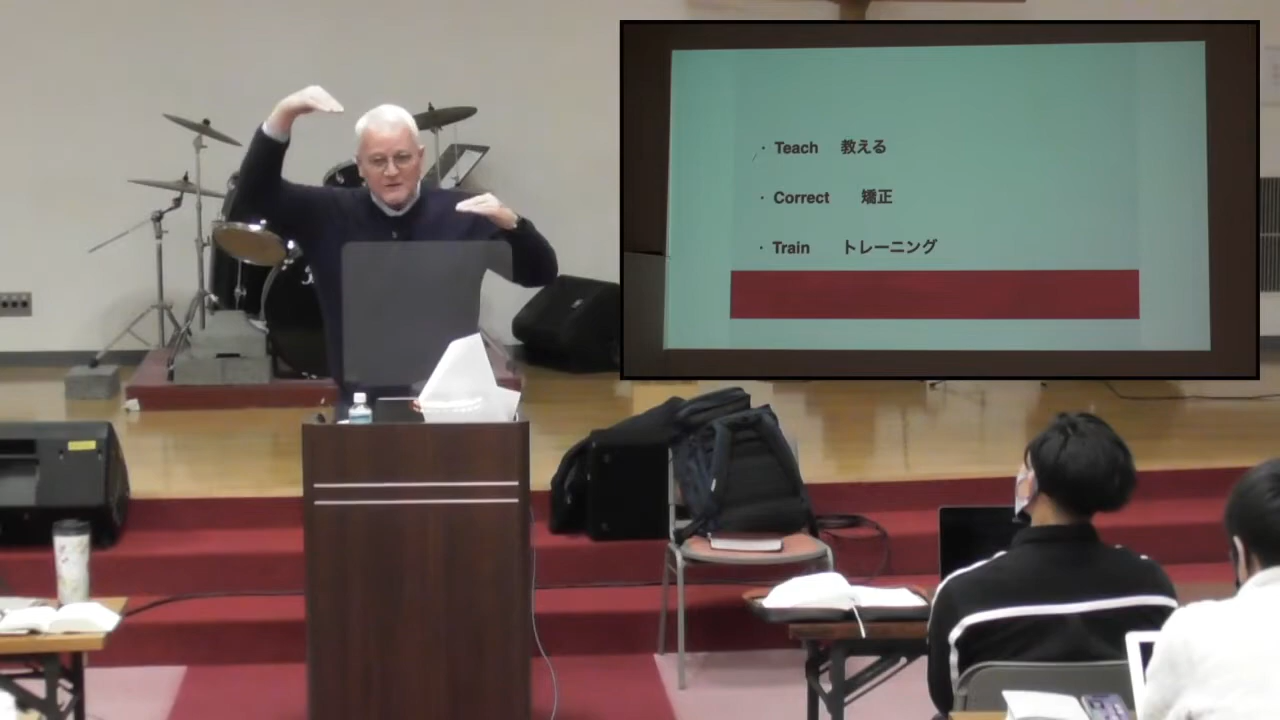 · Teach 教える
· Correct 矯正
· Train トレーニング